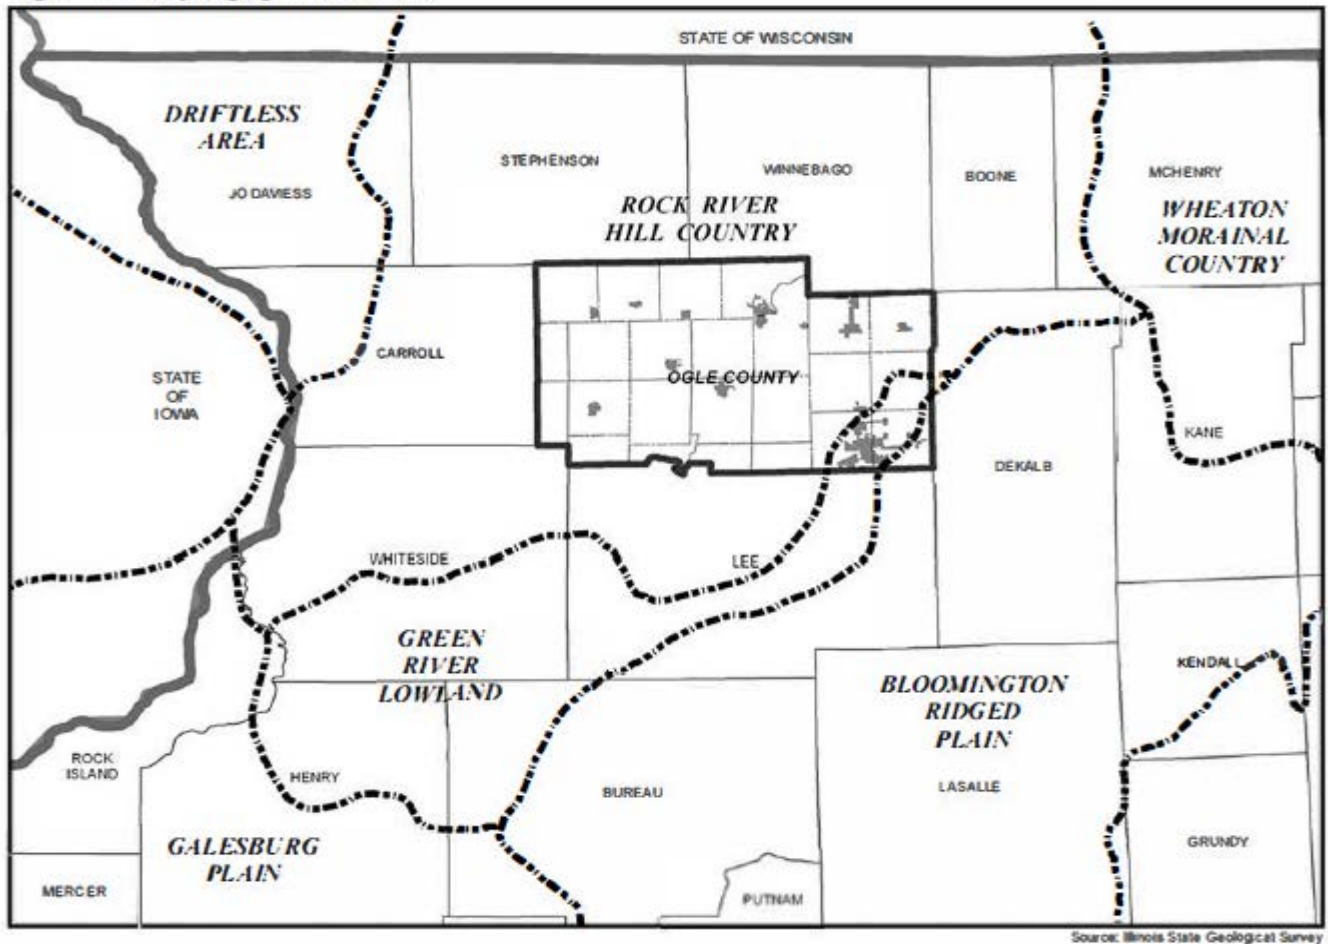 STATE OF WISCONSIN
DRIFTLESS
AREA
JO DAVIESS
STEPHENSON
WINNEBAGO
BOONE
MCHENRY
ROCK RIVER
HILL COUNTRY
WHEATON
MORAINAL
COUNTRY
CARROLL
STATE
OF
IOWA
OGLE COUNTY
KANE
DEKALB
WHITESIDE
LEE
GREEN
RIVER
LOWLAND
KENDALL
BLOOMINGTON
RIDGED
PLAIN
ROCK
ISLAND
HENRY
BUREAU
LASALLE
GRUNDY
GALESBURG
PLAIN
MERCER
PUTNAM
Source: Illinois State Geological Survey